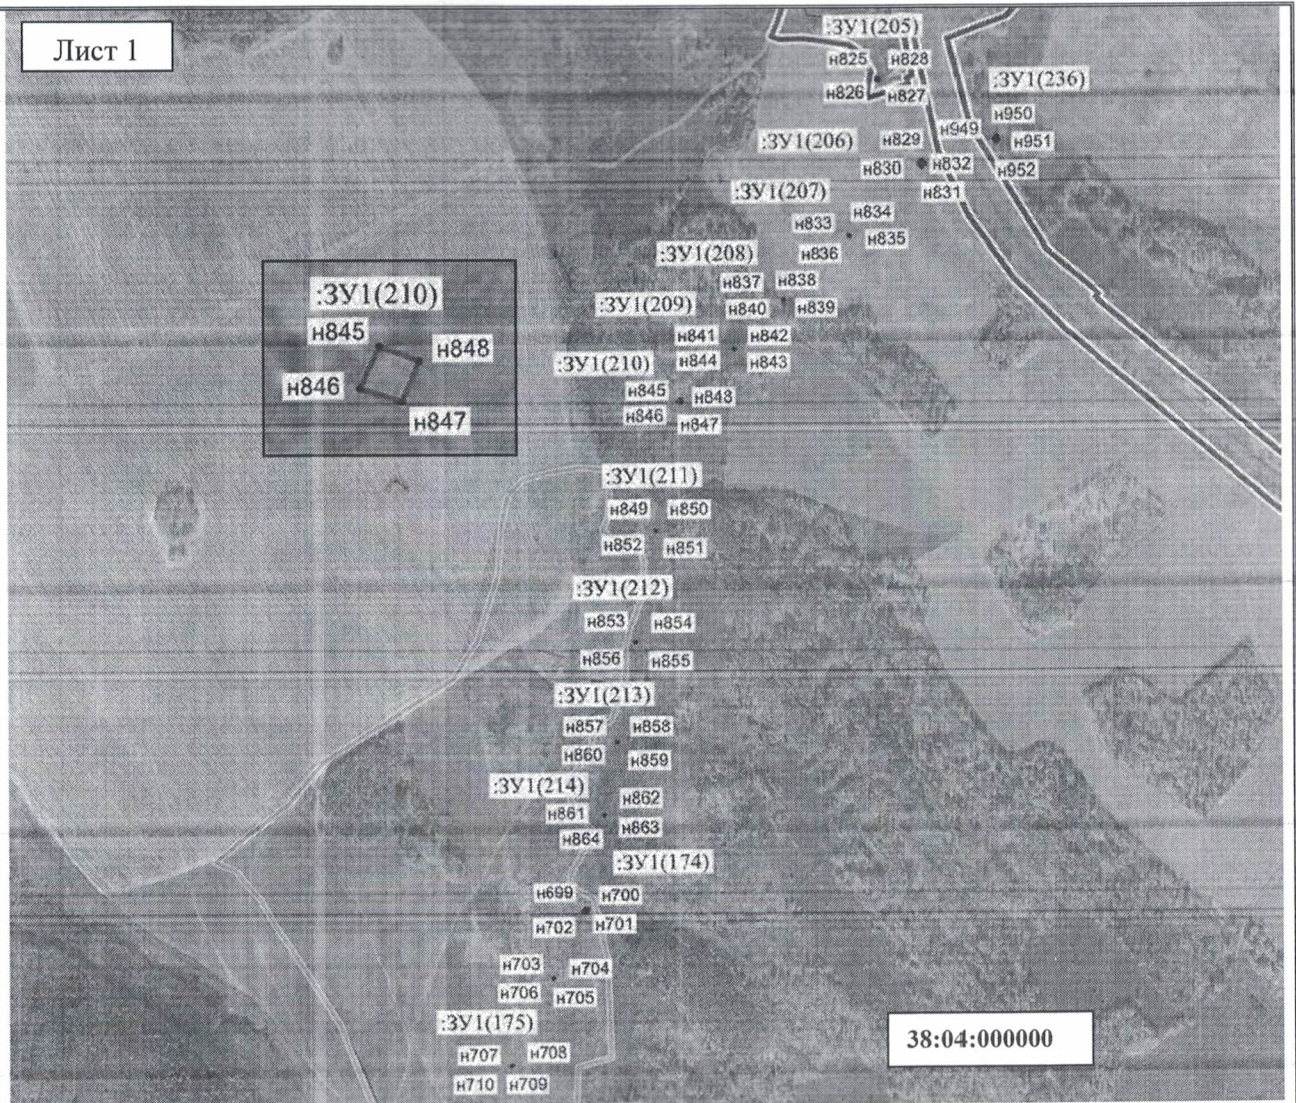 Лист 1
:ЗУ1(205)
н825 н828
н826 н827
:ЗУ1(236)
н950
н949 н951
н952
:ЗУ1(206)
н829
н830 н832
н831
:ЗУ1(207)
н834
н833 н835
н836
:ЗУ1(208)
н837 н838
н840 н839
:ЗУ1(209)
н841 н842
н844 н843
:ЗУ1(210)
н845 н848
н846 н847
:ЗУ1(210)
н845 н848
н846
н847
:ЗУ1(211)
н849 н850
н852 н851
:ЗУ1(212)
н853 н854
н856 н855
:ЗУ1(213)
н857 н858
н860 н859
:ЗУ1(214)
н862
н861 н863
н864
:ЗУ1(174)
н699 н700
н702 н701
н703 н704
н706 н705
:ЗУ1(175)
н707 н708
н710 н709
38:04:000000